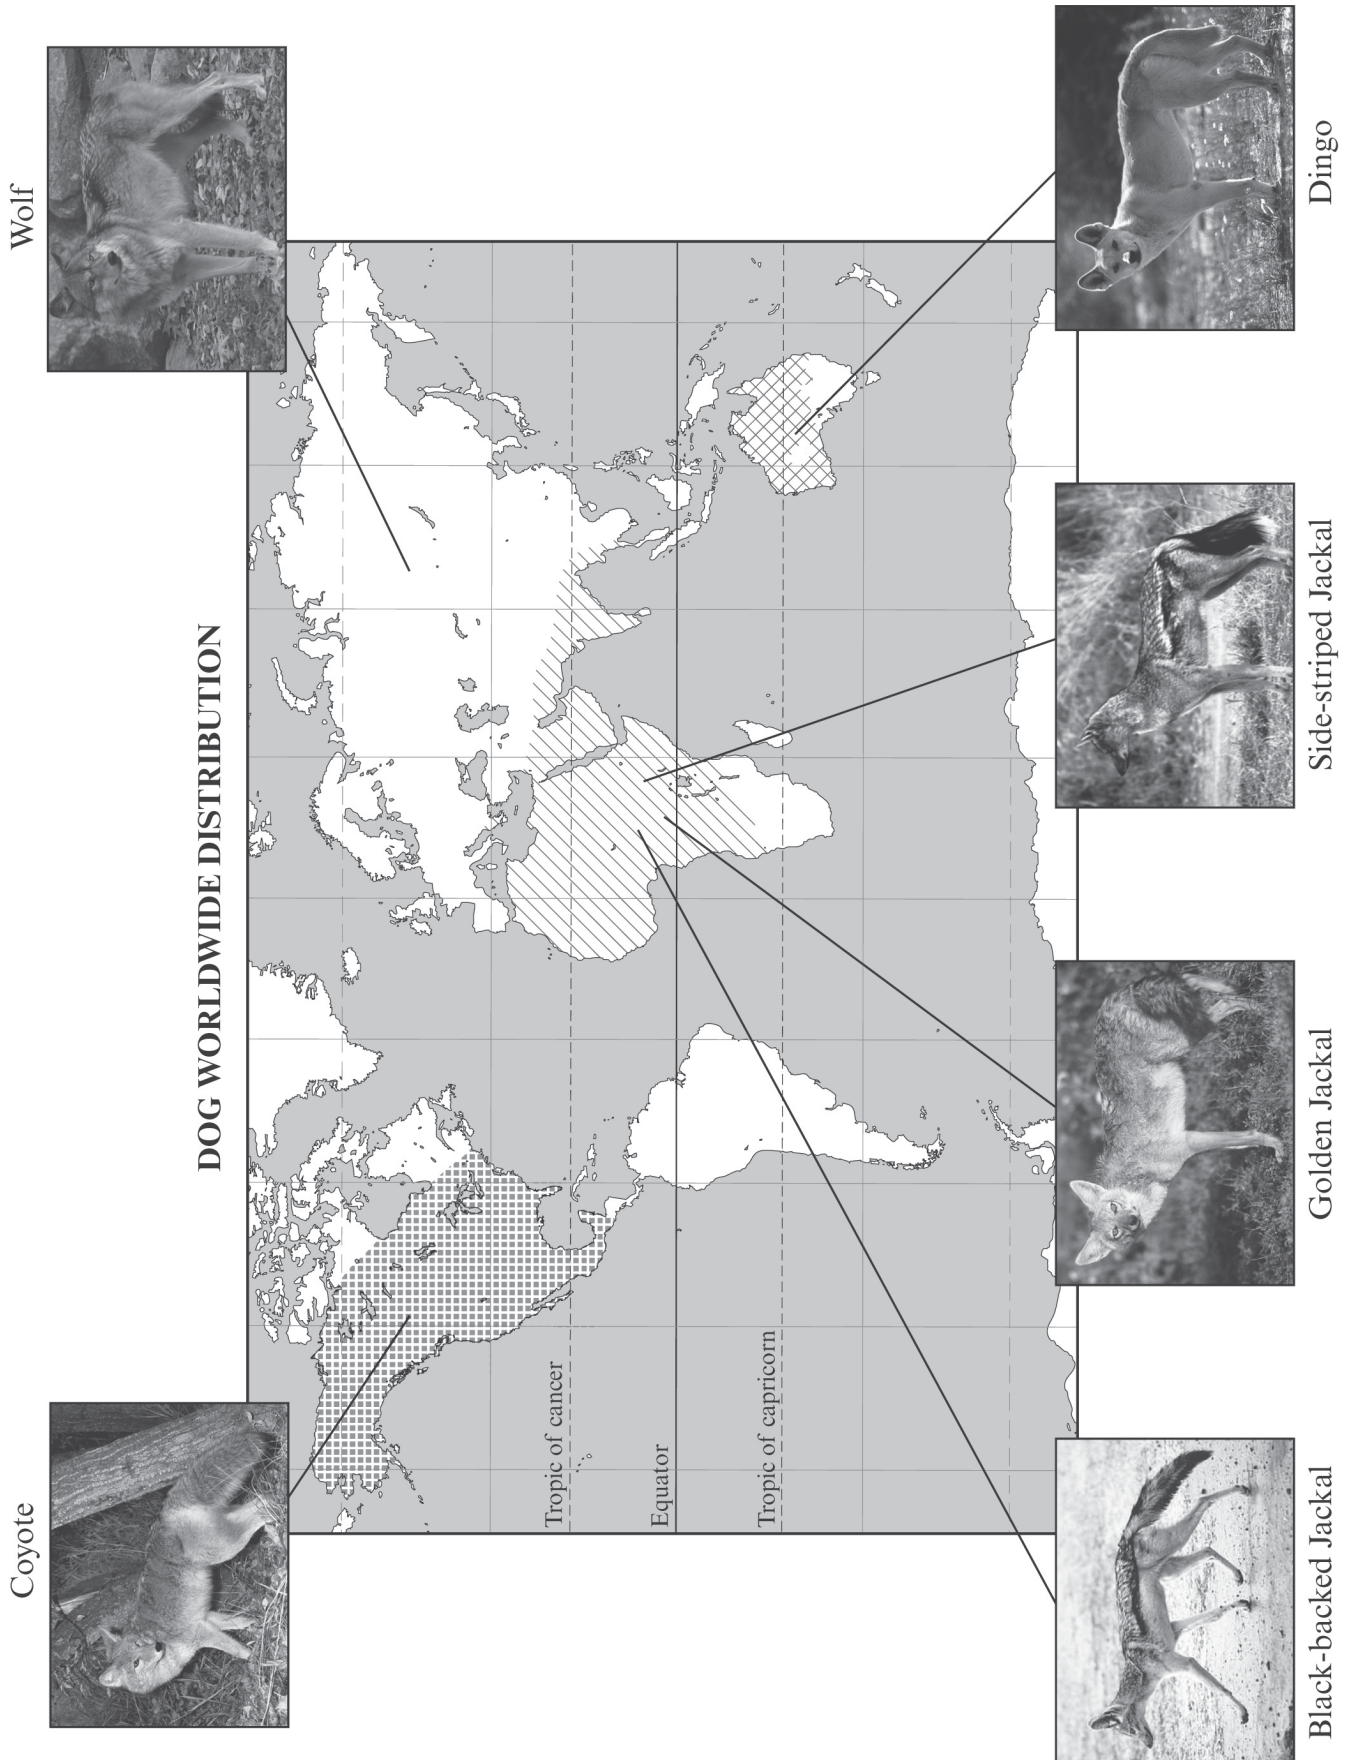 DOG WORLDWIDE DISTRIBUTION
Coyote
Wolf
Tropic of cancer
Equator
Tropic of capricorn
Black-backed Jackal
Golden Jackal
Side-striped Jackal
Dingo